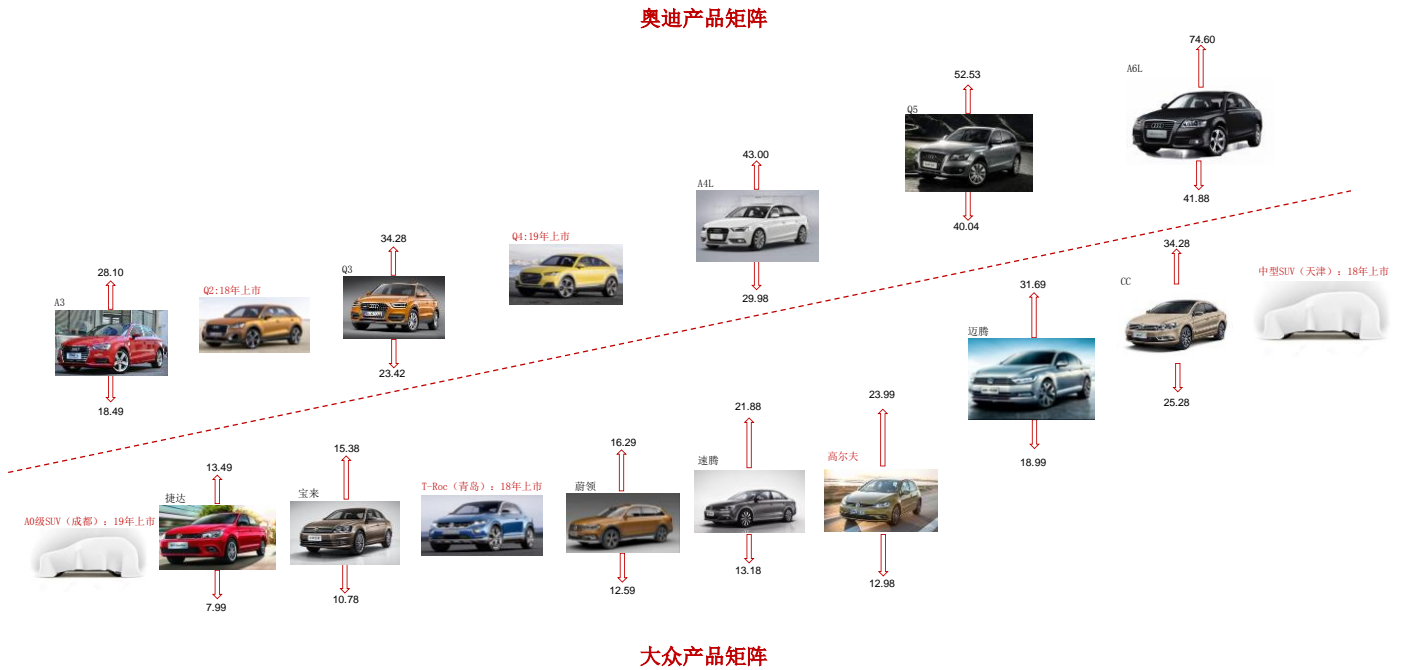 奥迪产品矩阵
74.60
A6L
52.53
Q5
43.00
A4L
41.88
40.04
Q4:19年上市
34.28
Q3
34.28
28.10
A3
Q2:18年上市
中型SUV（天津）：18年上市
CC
31.69
29.98
迈腾
23.42
18.49
25.28
23.99
21.88
16.29
15.38
13.49
高尔夫
速腾
18.99
捷达
宝来
T-Roc（青岛）：18年上市
蔚领
A0级SUV（成都）：19年上市
13.18
12.98
12.59
10.78
7.99
大众产品矩阵